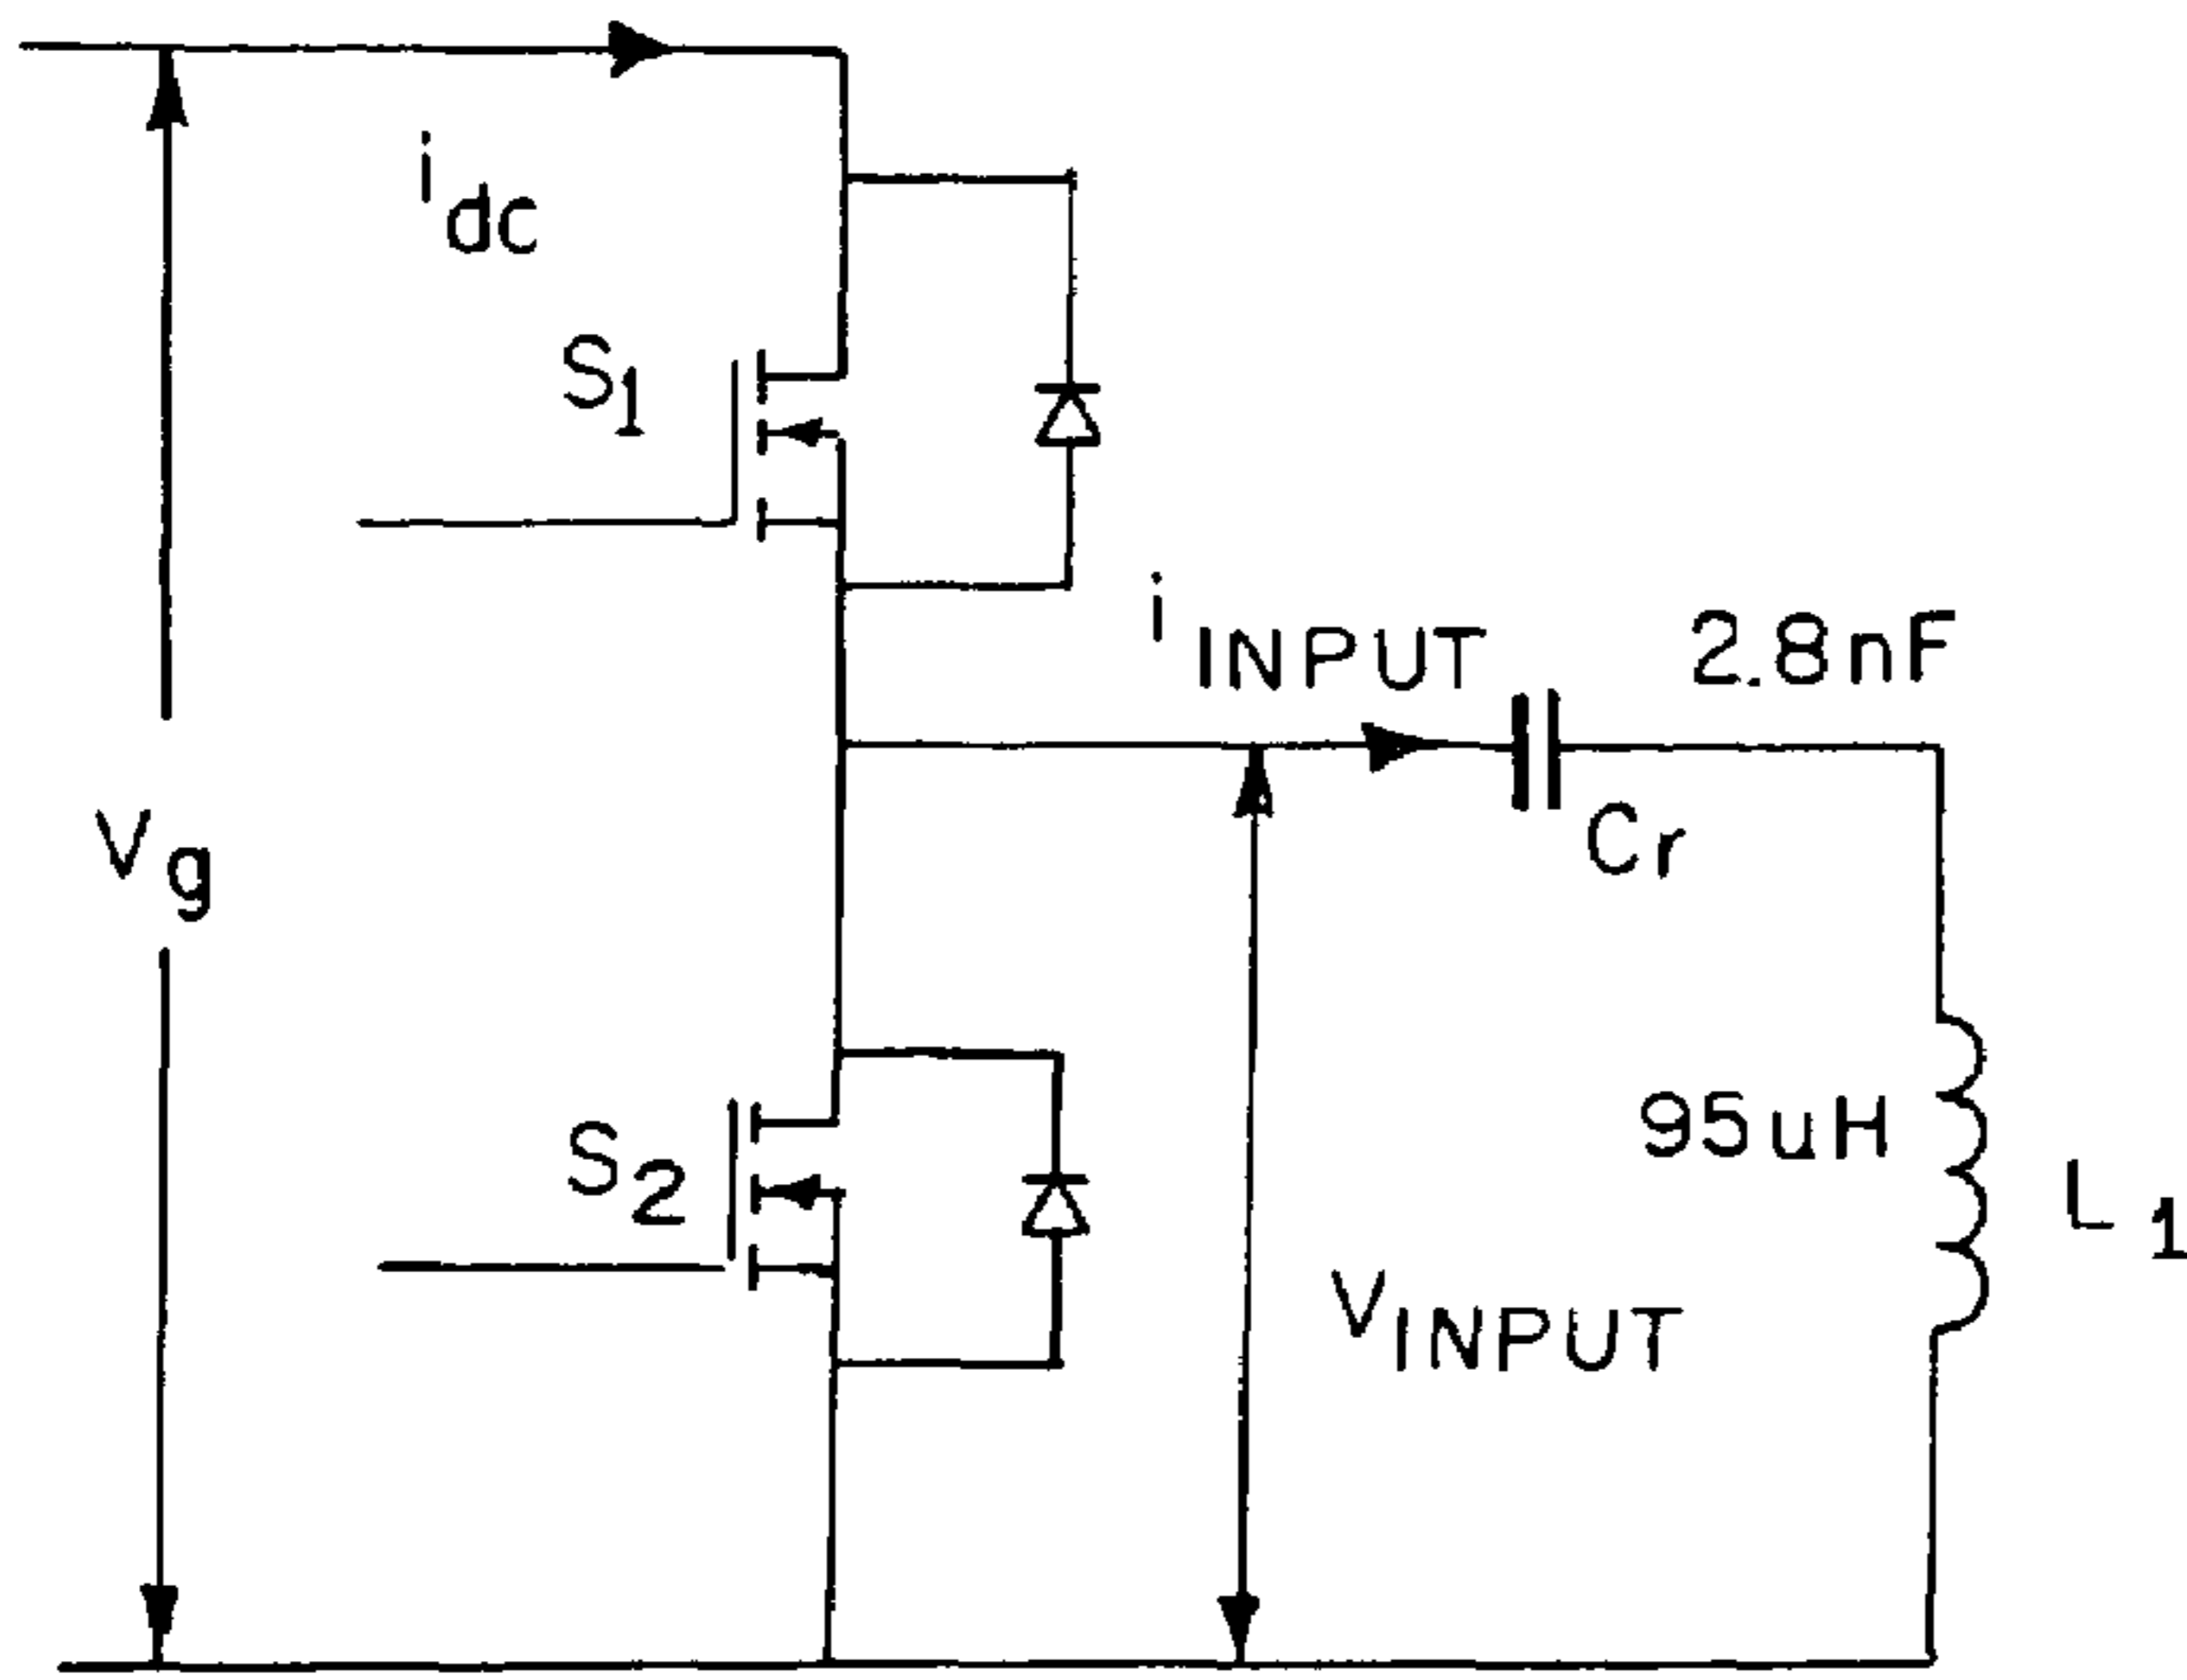 i dc
S1
i INPUT
2.8nF
Cr
Vg
95uH
L 1
S2
VINPUT